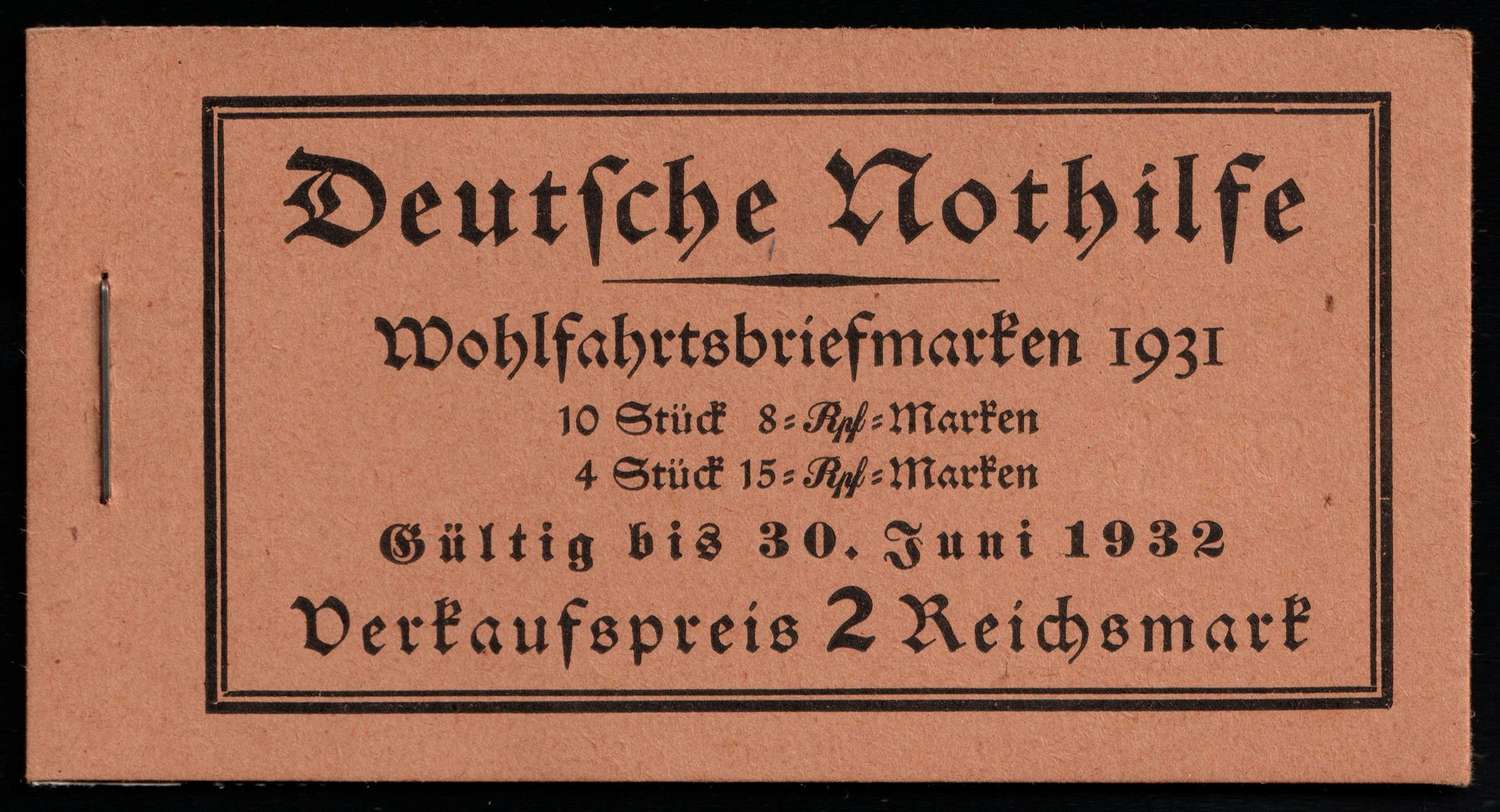 Deutſche Nothilfe
Wohlfahrtsbriefmarken 1931
10 Stück 8=Rpf=Marken
4 Stück 15=Rpf=Marken
Gültig bis 30. Juni 1932
Verkaufspreis 2 Reichsmark